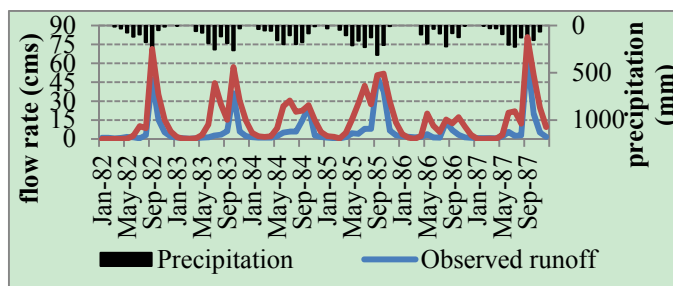 flow rate (cms)
90
75
60
45
30
15
0
0
500
1000
precipitation
(mm)
Jan-82
May-82
Sep-82
Jan-83
May-83
Sep-83
Jan-84
May-84
Sep-84
Jan-85
May-85
Sep-85
Jan-86
May-86
Sep-86
Jan-87
May-87
Sep-87
Precipitation
Observed runoff